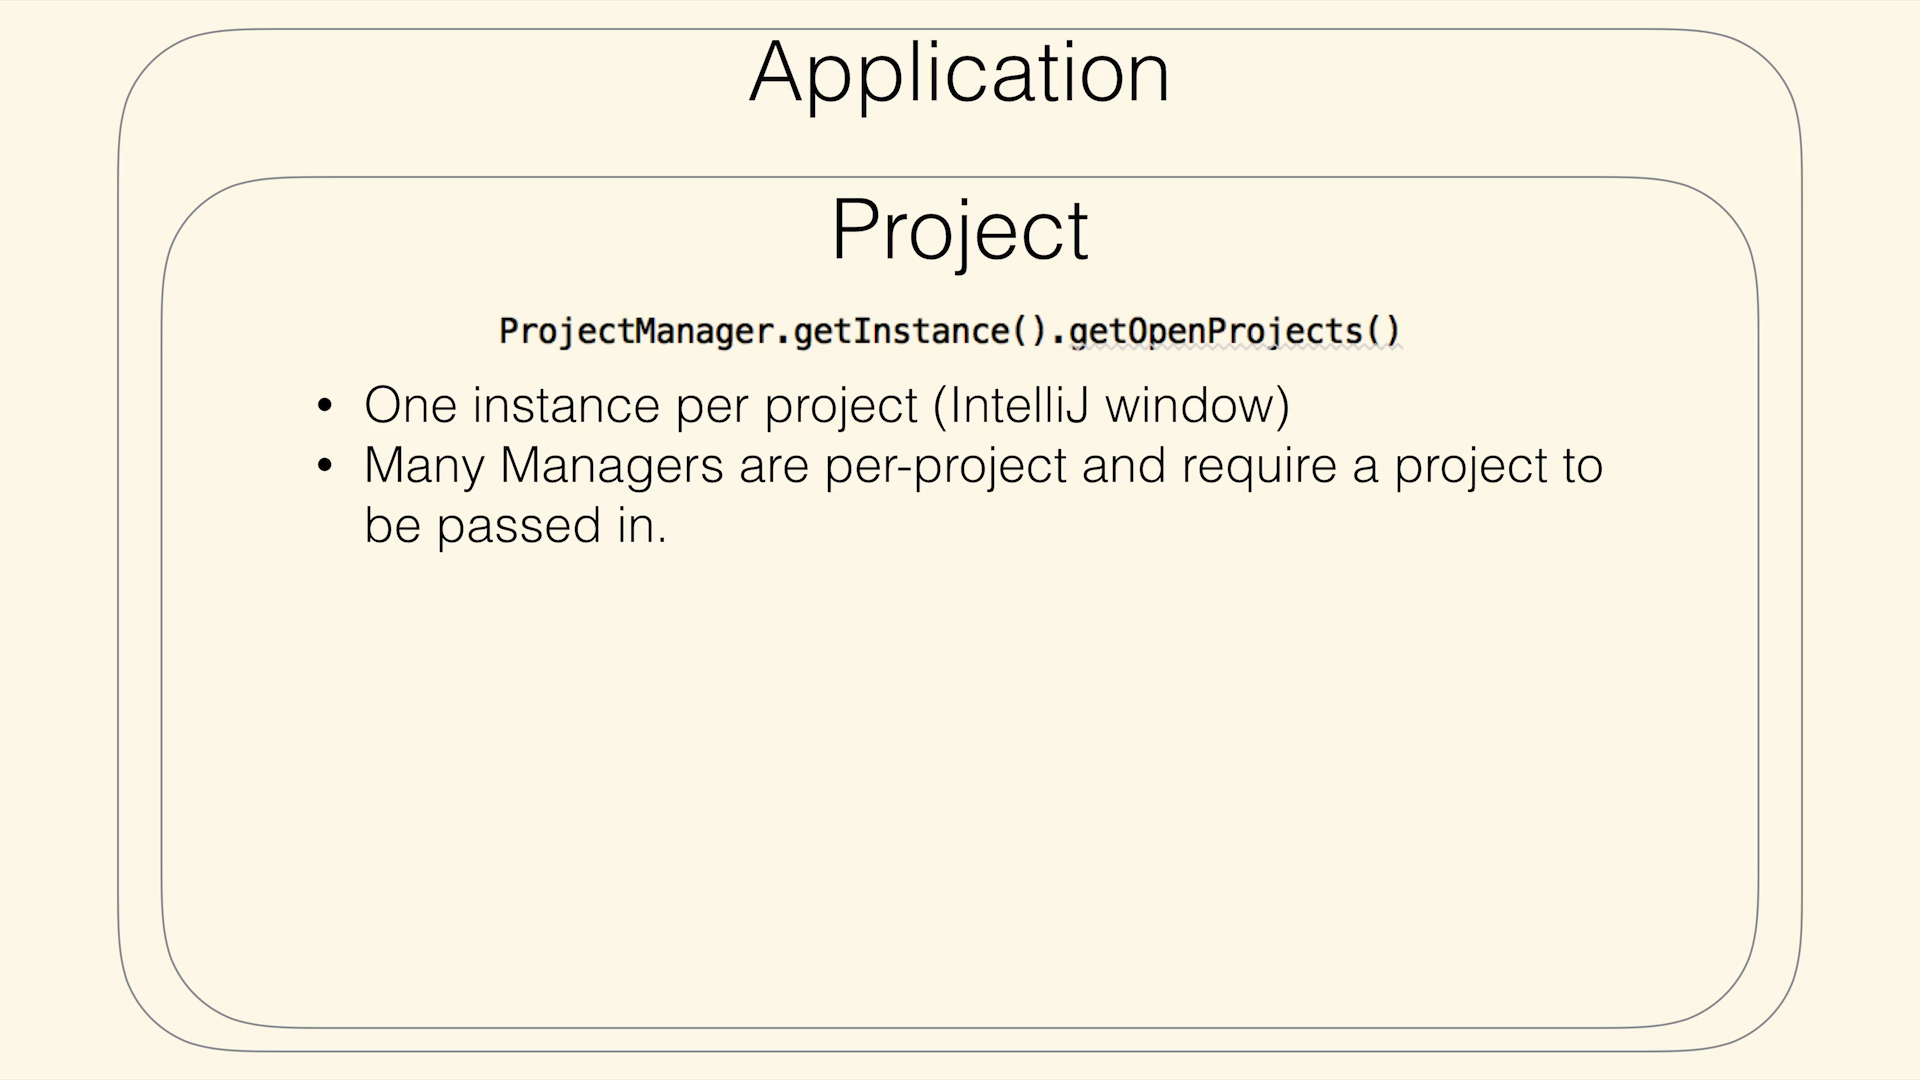 Application
Project
ProjectManager.getInstance().getOpenProjects()
• One instance per project (IntelliJ window)
• Many Managers are per-project and require a project to
be passed in.